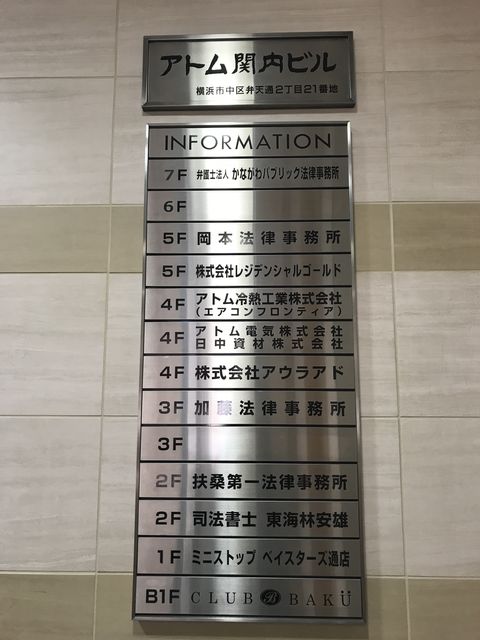 アトム関内ビル
横浜市中区弁天通2丁目21番地
INFORMATION
7F 弁護士法人 かながわパブリック法律事務所
6F
5F 岡本法律事務所
5F 株式会社レジデンシャルゴールド
4F アトム冷熱工業株式会社
(エアコンフロンティア)
4F アトム電気株式会社
日中資材株式会社
4F 株式会社アウラアド
3F 加藤法律事務所
3F
2F 扶桑第一法律事務所
2F 司法書士 東海林安雄
1F ミニストップ ベイスターズ通店
B1F CLUB B BAKÜ